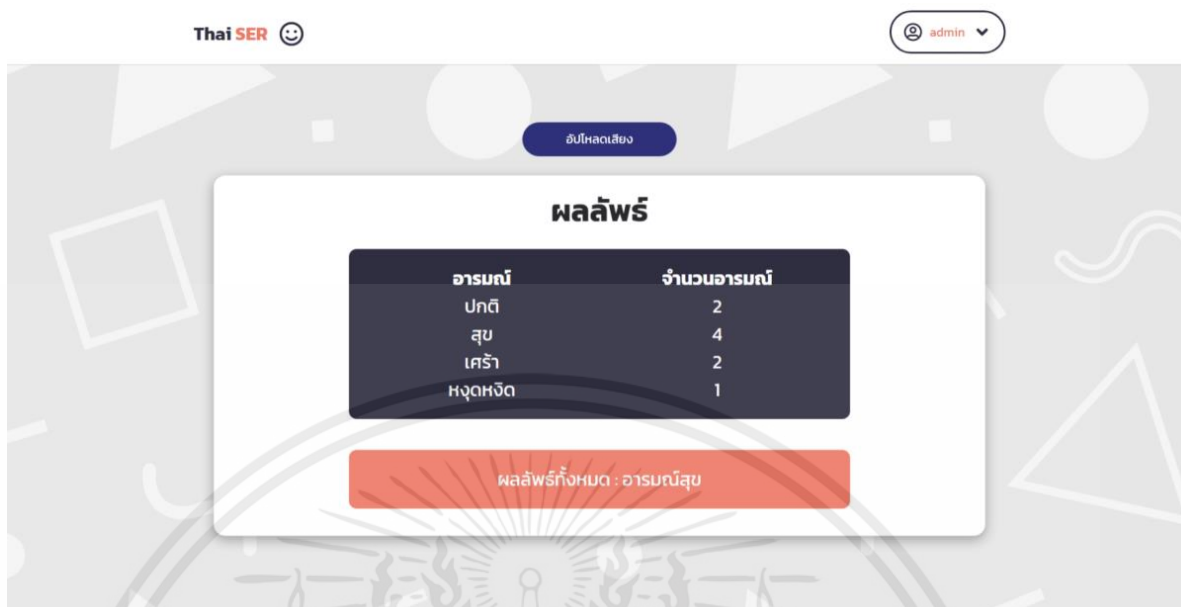 Thai SER
admin
อัปโหลดเสียง
ผลลัพธ์
อารมณ์ จำนวนอารมณ์
ปกติ 2
สุข 4
เศร้า 2
หงุดหงิด 1
ผลลัพธ์ทั้งหมด : อารมณ์สุข